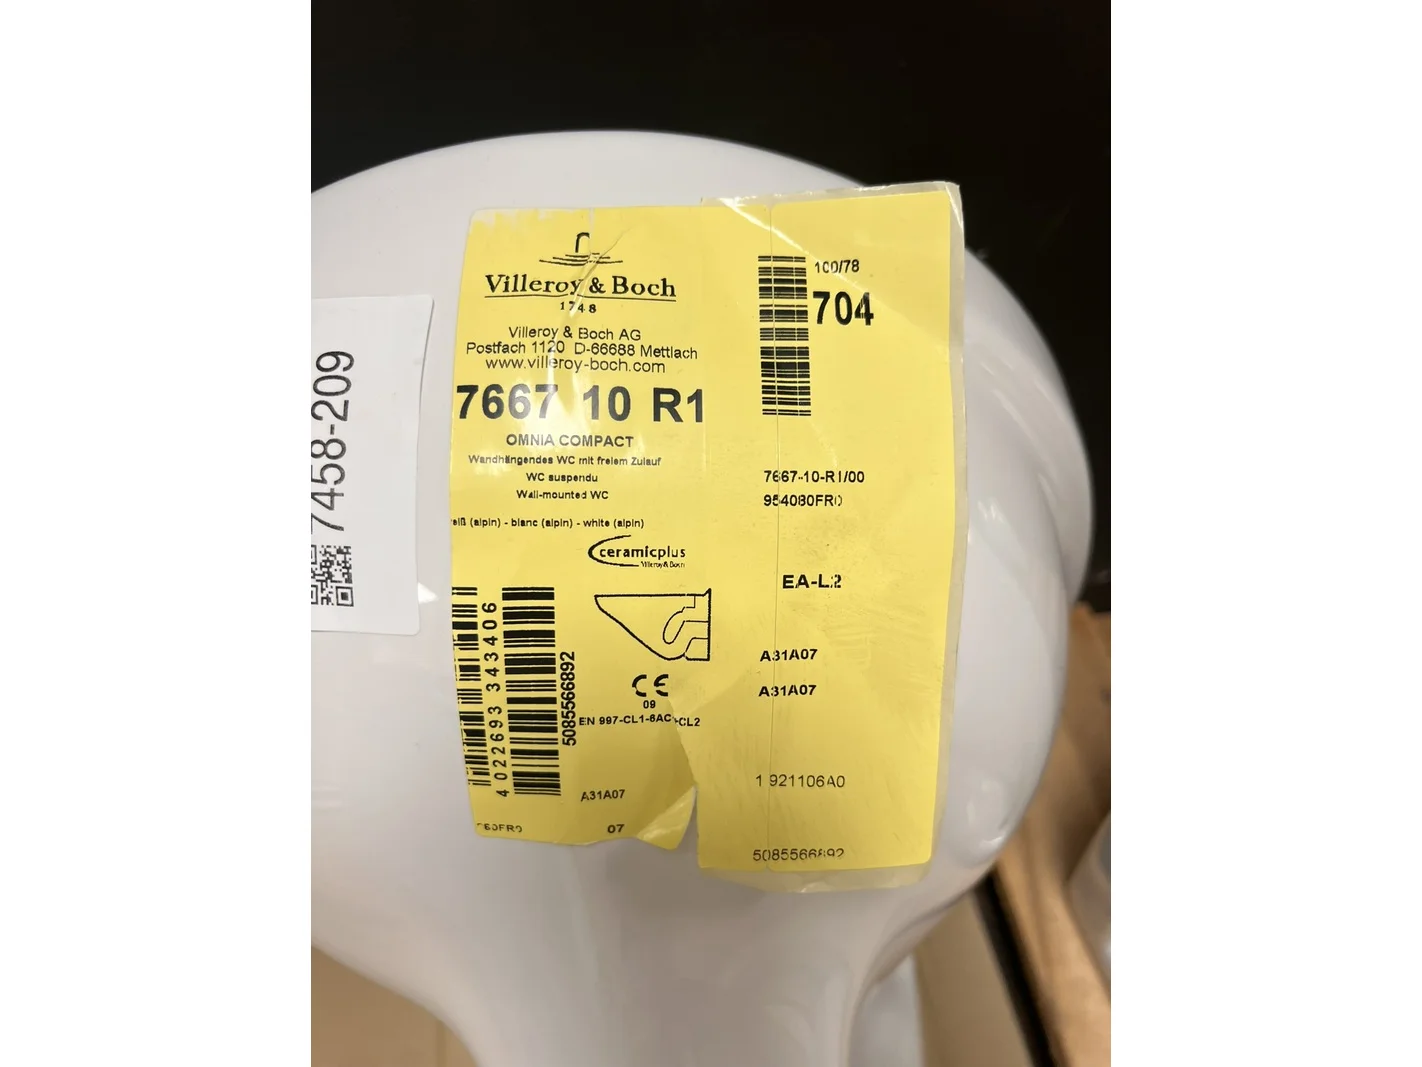 Villeroy & Boch
1748
Villeroy & Boch AG
Postfach 1120 D-66688 Mettlach
www.villeroy-boch.com
7667 10 R1
OMNIA COMPACT
Wandhängendes WC mit freiem Zulauf
WC suspendu
Wall-mounted WC
(alpin) - blanc (alpin) - white (alpin)
ceramicplus
Villeroy & Boch
4 022693 343406
5085566892
CE
09
EN 997-CL1-6AC+CL2
A31A07
60FR0
07
100/78
704
7667-10-R1/00
954080FR0
EA-L2
A31A07
A31A07
1 921106A0
5085566892
7458-209